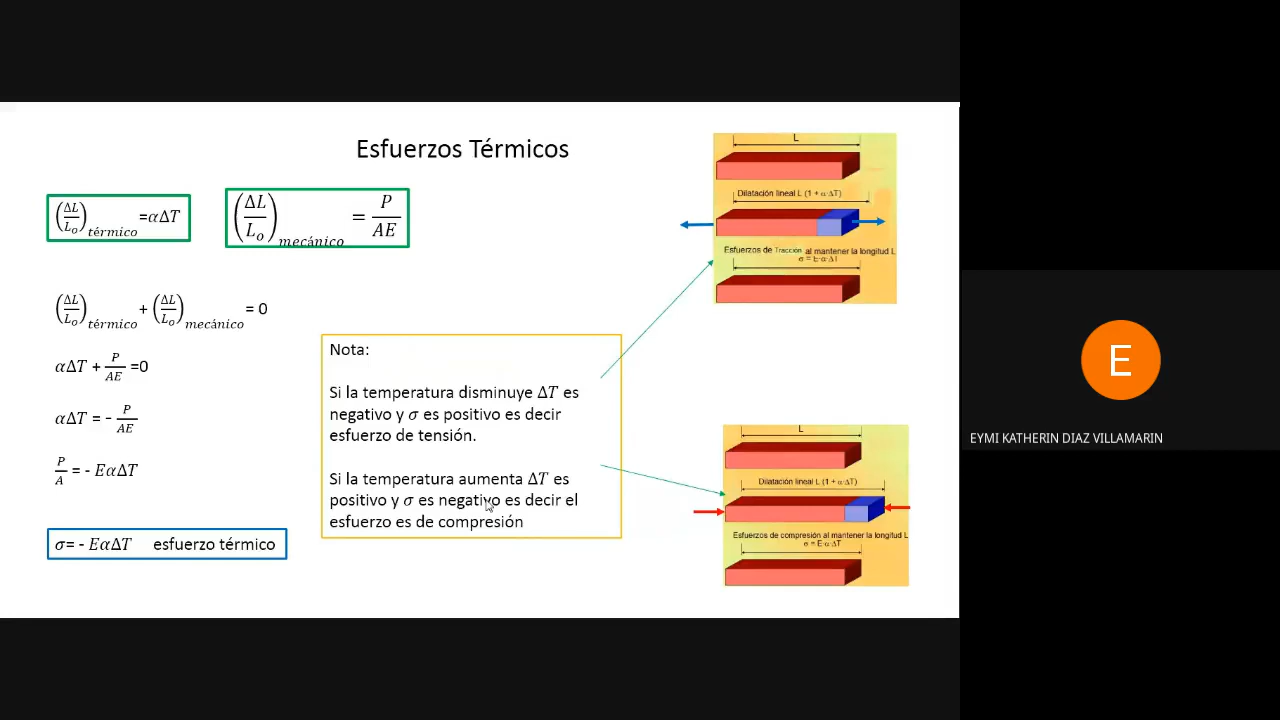 Esfuerzos Térmicos
(ΔL/L₀)térmico =αΔT
(ΔL/Lₒ)mecánico = P/AE
(ΔL/L₀)térmico + (ΔL/L₀)mecánico = 0
αΔT + P/AE =0
αΔT = - P/AE
P/A = - EαΔT
σ= - EαΔT esfuerzo térmico
Nota:
Si la temperatura disminuye ΔT es
negativo y σ es positivo es decir
esfuerzo de tensión.
Si la temperatura aumenta ΔT es
positivo y σ es negativo es decir el
esfuerzo es de compresión
L
Dilatación lineal L (1 + α·ΔT)
Esfuerzos de Tracción al mantener la longitud L
σ = E·α·ΔT
L
Dilatación lineal L (1 + α·ΔT)
Esfuerzos de compresión al mantener la longitud L
σ = E·α·ΔT
E
EYMI KATHERIN DIAZ VILLAMARIN